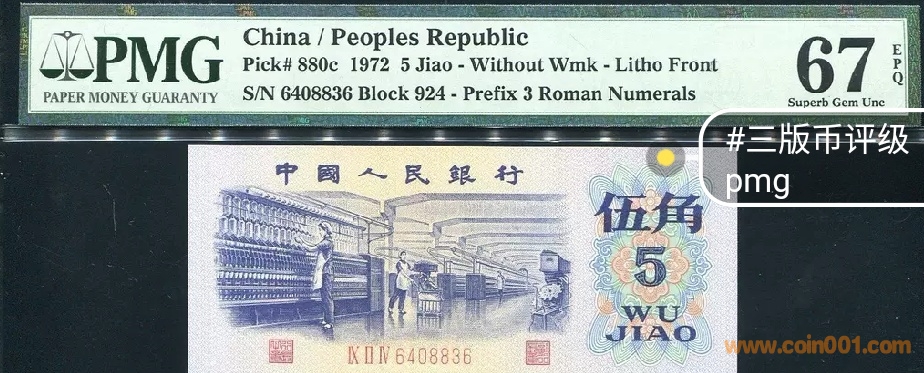 PMG
PAPER MONEY GUARANTY
China / Peoples Republic
Pick# 880c 1972 5 Jiao - Without Wmk - Litho Front
S/N 6408836 Block 924 - Prefix 3 Roman Numerals
67
EPQ
Superb Gem Unc
#三版币评级
pmg
中國人民銀行
伍角
5
WU
JIAO
IX II IV 6408836
www.coin001.com